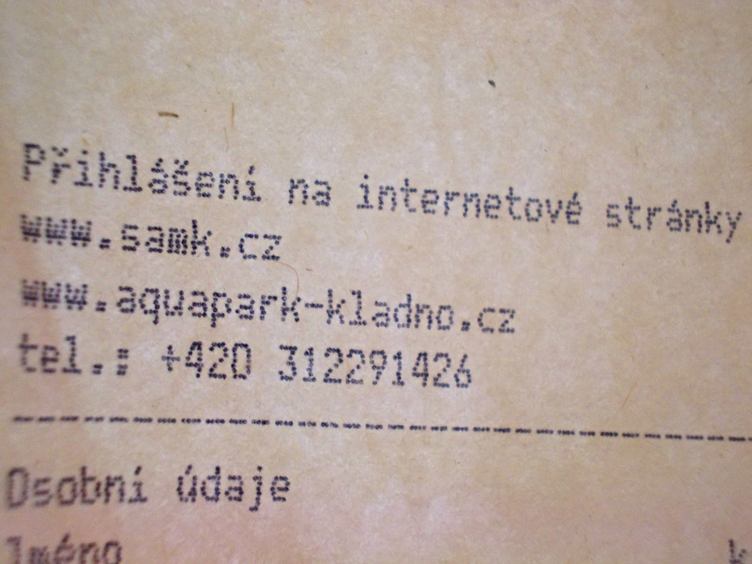 Přihlášení na internetové stránky
www.samk.cz
www.aquapark-kladno.cz
tel.: +420 312291426
Osobní údaje
Jméno